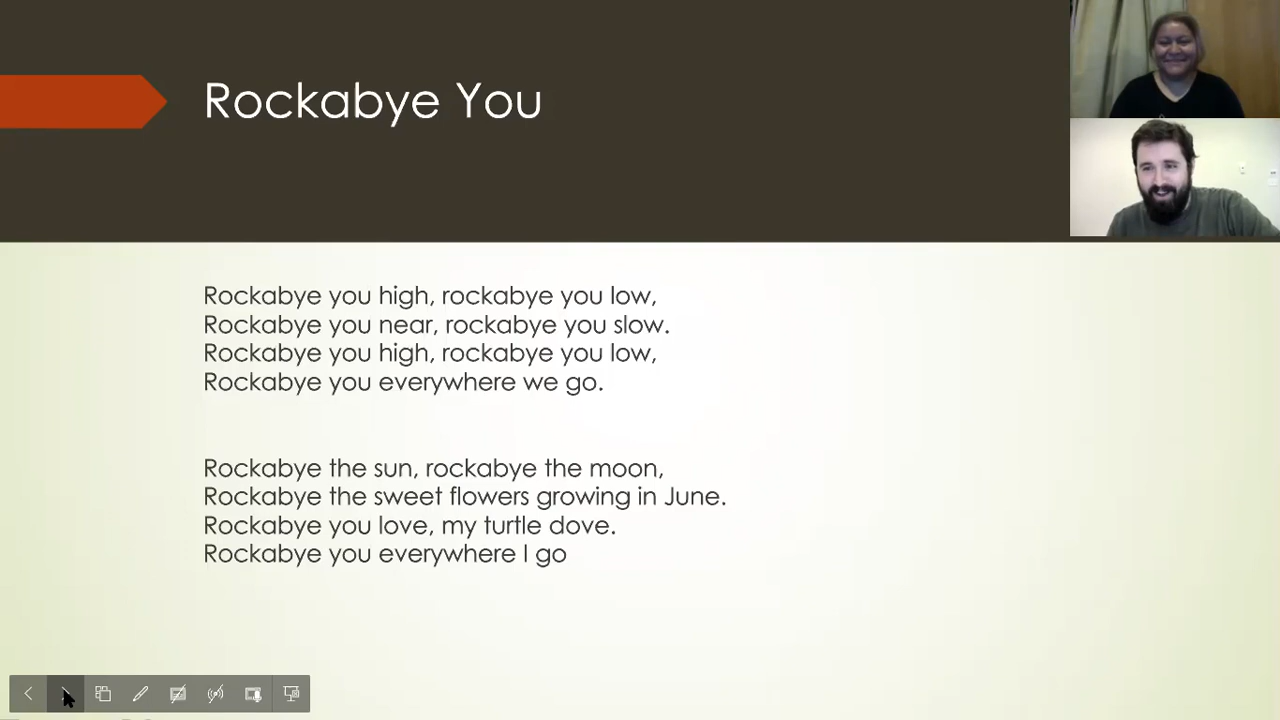 Rockabye You
Rockabye you high, rockabye you low,
Rockabye you near, rockabye you slow.
Rockabye you high, rockabye you low,
Rockabye you everywhere we go.
Rockabye the sun, rockabye the moon,
Rockabye the sweet flowers growing in June.
Rockabye you love, my turtle dove.
Rockabye you everywhere I go